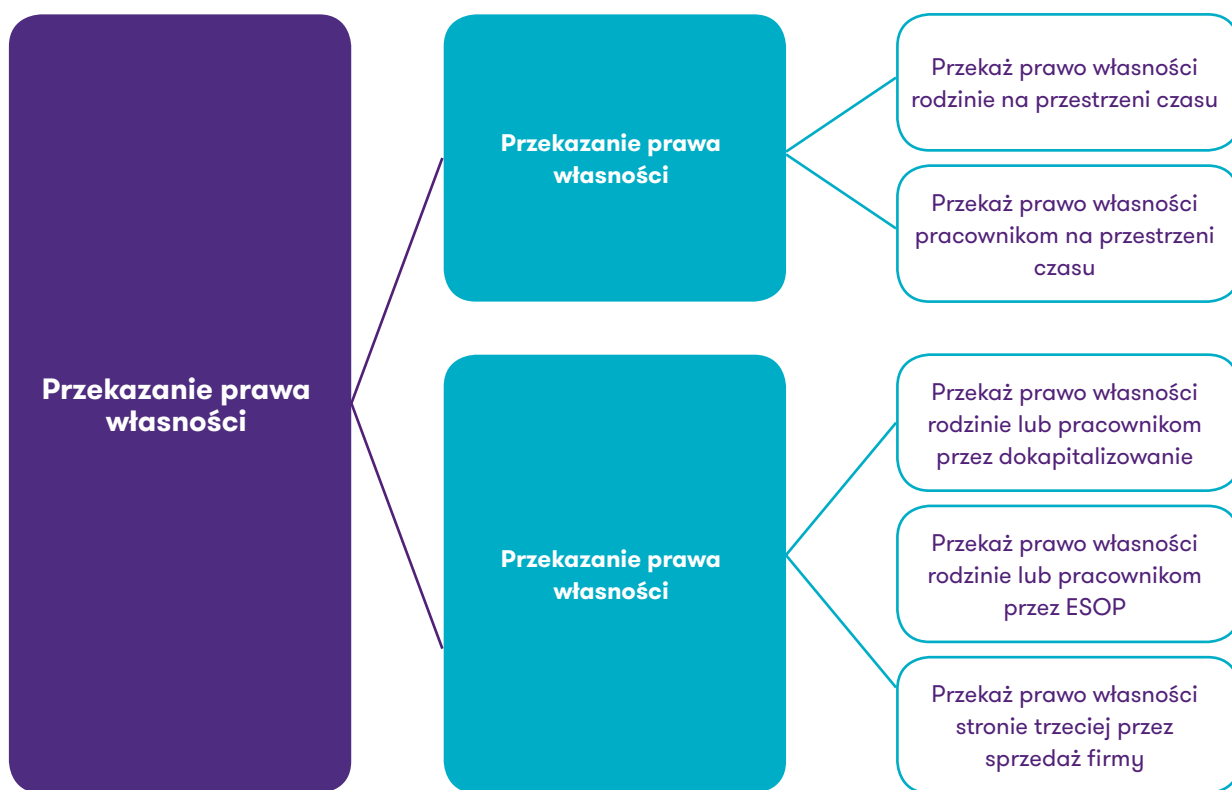 Przekazanie prawa
własności
Przekazanie prawa
własności
Przekaż prawo własności
rodzinie na przestrzeni czasu
Przekaż prawo własności
pracownikom na przestrzeni
czasu
Przekazanie prawa
własności
Przekaż prawo własności
rodzinie lub pracownikom
przez dokapitalizowanie
Przekaż prawo własności
rodzinie lub pracownikom
przez ESOP
Przekaż prawo własności
stronie trzeciej przez
sprzedaż firmy